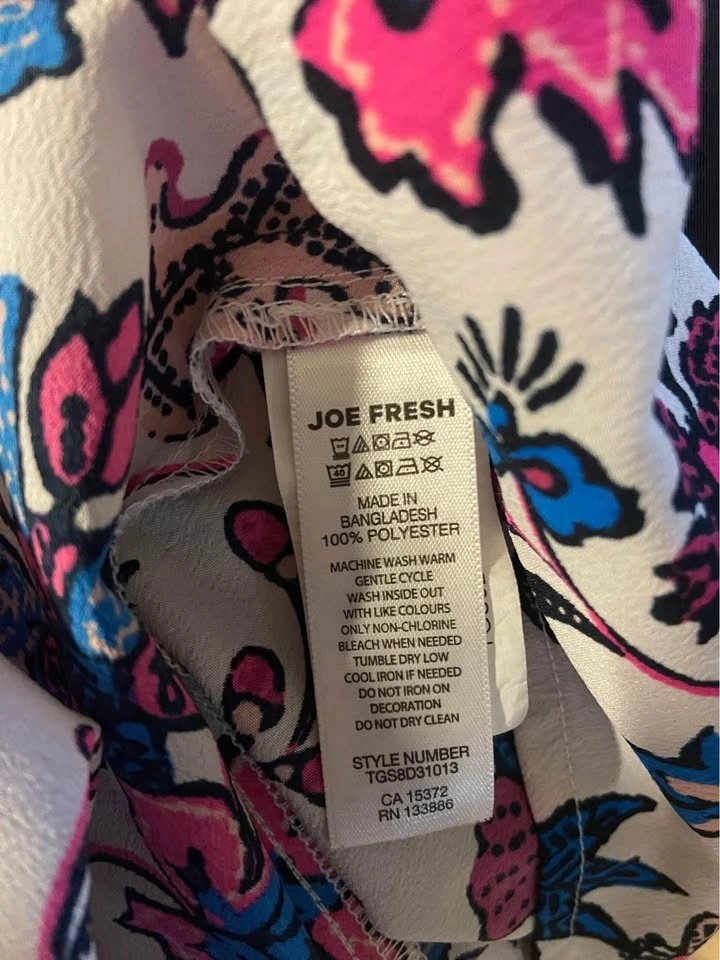 JOE FRESH
40
MADE IN
BANGLADESH
100% POLYESTER
MACHINE WASH WARM
GENTLE CYCLE
WASH INSIDE OUT
WITH LIKE COLOURS
ONLY NON-CHLORINE
BLEACH WHEN NEEDED
TUMBLE DRY LOW
COOL IRON IF NEEDED
DO NOT IRON ON
DECORATION
DO NOT DRY CLEAN
STYLE NUMBER
TGS8D31013
CA 15372
RN 133886